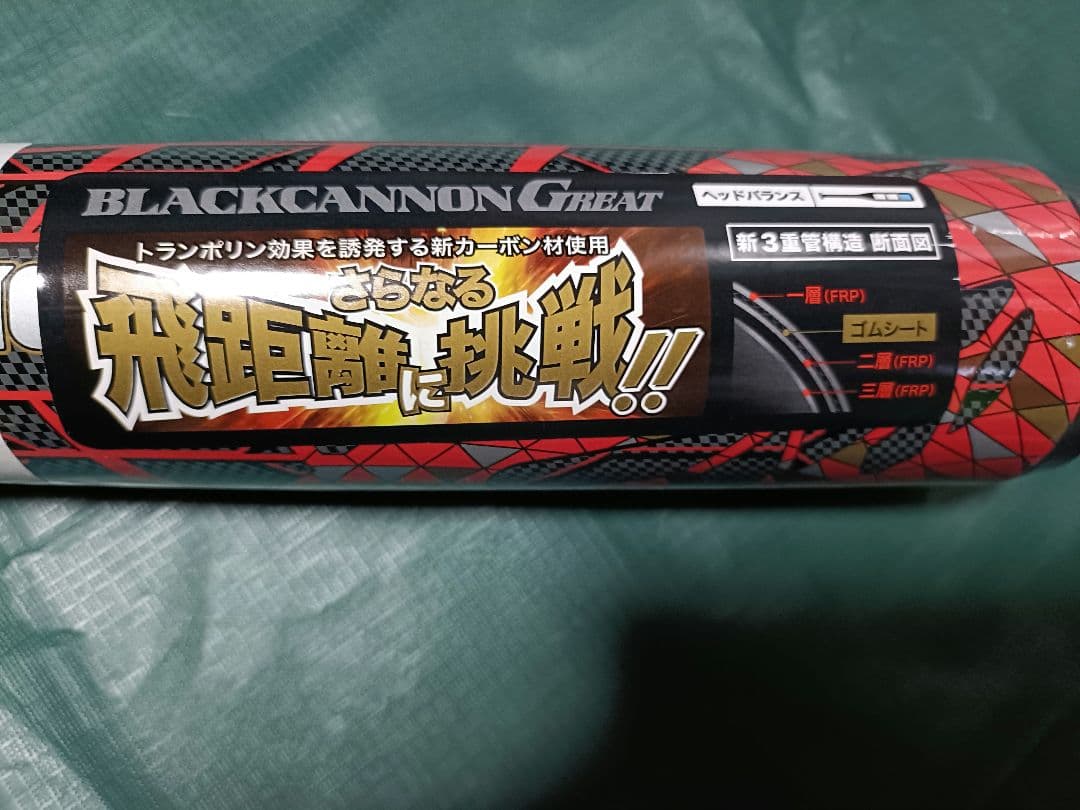 BLACKCANNON GREAT
ヘッドバランス
トランポリン効果を誘発する新カーボン材使用
さらなる
飛距離に挑戦!!
新3重管構造 断面図
一層(FRP)
ゴムシート
二層(FRP)
三層(FRP)